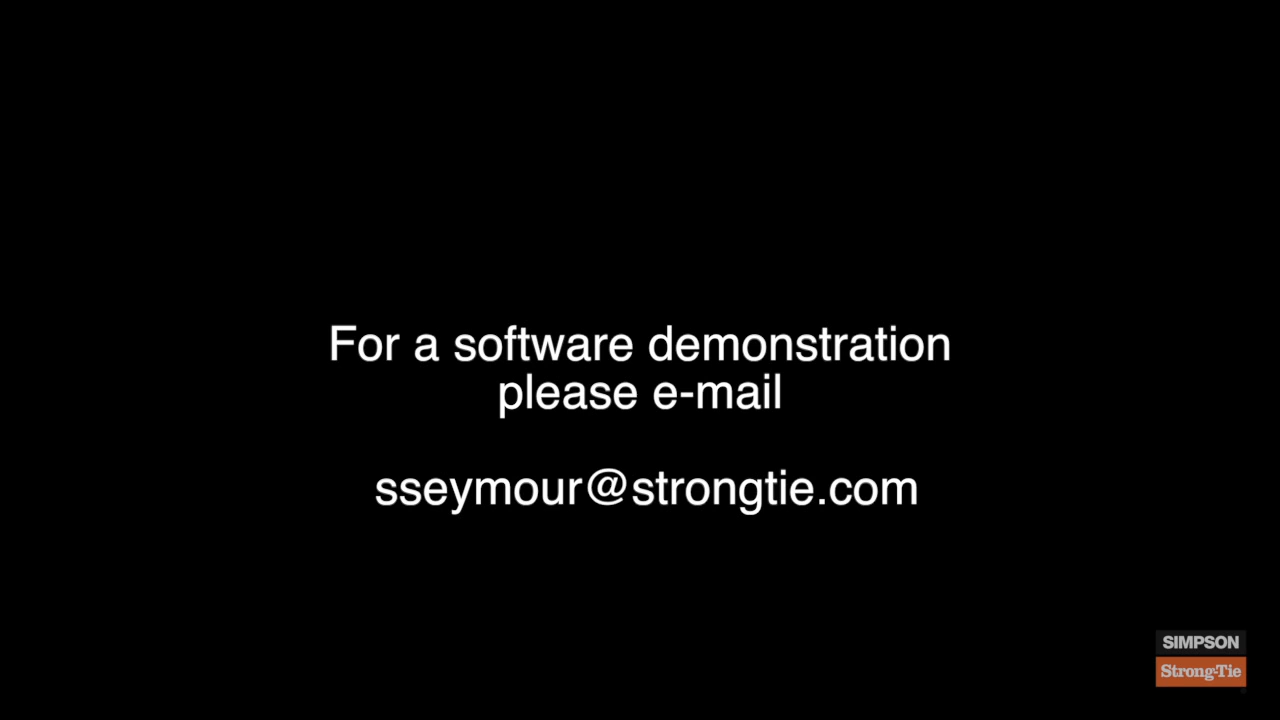 For a software demonstration
please e-mail
sseymour@strongtie.com
SIMPSON
Strong-Tie